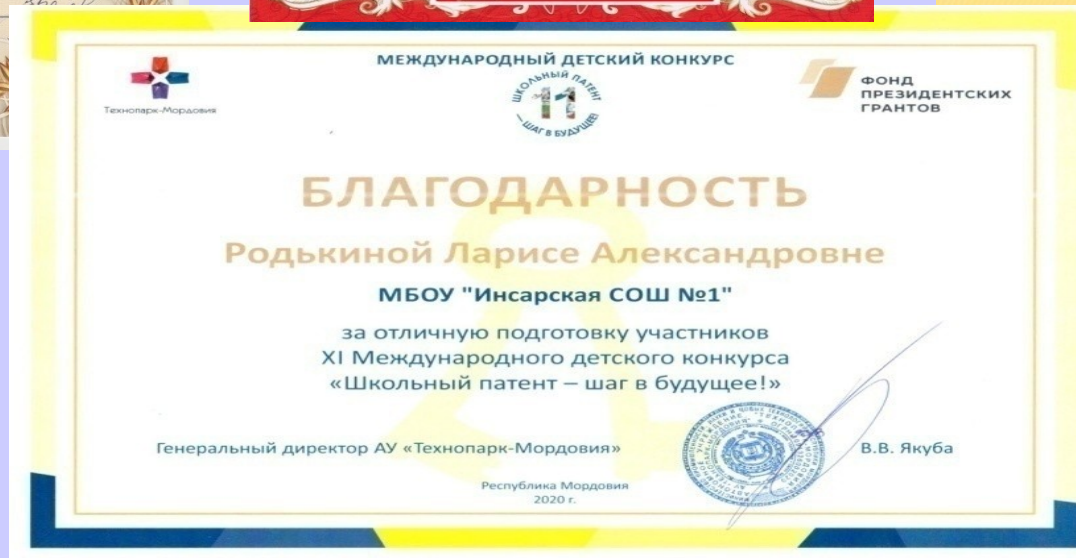 МЕЖДУНАРОДНЫЙ ДЕТСКИЙ КОНКУРС
Технопарк-Мордовия
ШКОЛЬНЫЙ ПАТЕНТ
11
– ШАГ В БУДУЩЕЕ!
ФОНД
ПРЕЗИДЕНТСКИХ
ГРАНТОВ
БЛАГОДАРНОСТЬ
Родькиной Ларисе Александровне
МБОУ "Инсарская СОШ №1"
за отличную подготовку участников
XI Международного детского конкурса
«Школьный патент – шаг в будущее!»
Генеральный директор АУ «Технопарк-Мордовия»
В.В. Якуба
Республика Мордовия
2020 г.